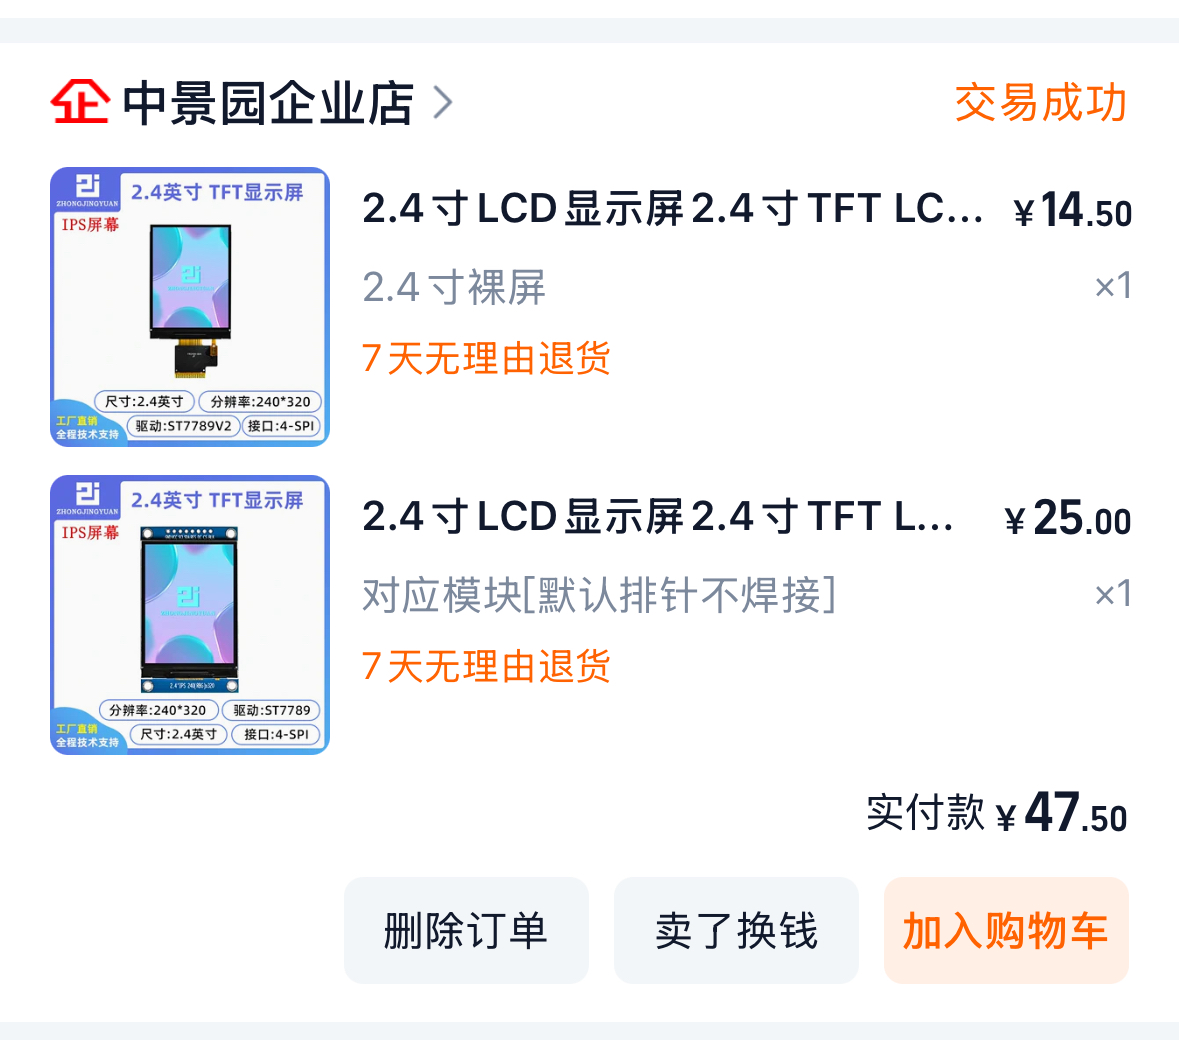 企 中景园企业店
交易成功
ZHONGJINGYUAN
2.4英寸 TFT显示屏
IPS屏幕
尺寸:2.4英寸 分辨率:240*320
工厂直销
驱动:ST7789V2 接口:4-SPI
全程技术支持
2.4寸LCD显示屏2.4寸TFT LC... ¥14.50
2.4寸裸屏 ×1
7天无理由退货
ZHONGJINGYUAN
2.4英寸 TFT显示屏
IPS屏幕
分辨率:240*320 驱动:ST7789
工厂直销
尺寸:2.4英寸 接口:4-SPI
全程技术支持
2.4寸LCD显示屏2.4寸TFT L... ¥25.00
对应模块[默认排针不焊接] ×1
7天无理由退货
实付款 ¥47.50
删除订单 卖了换钱 加入购物车